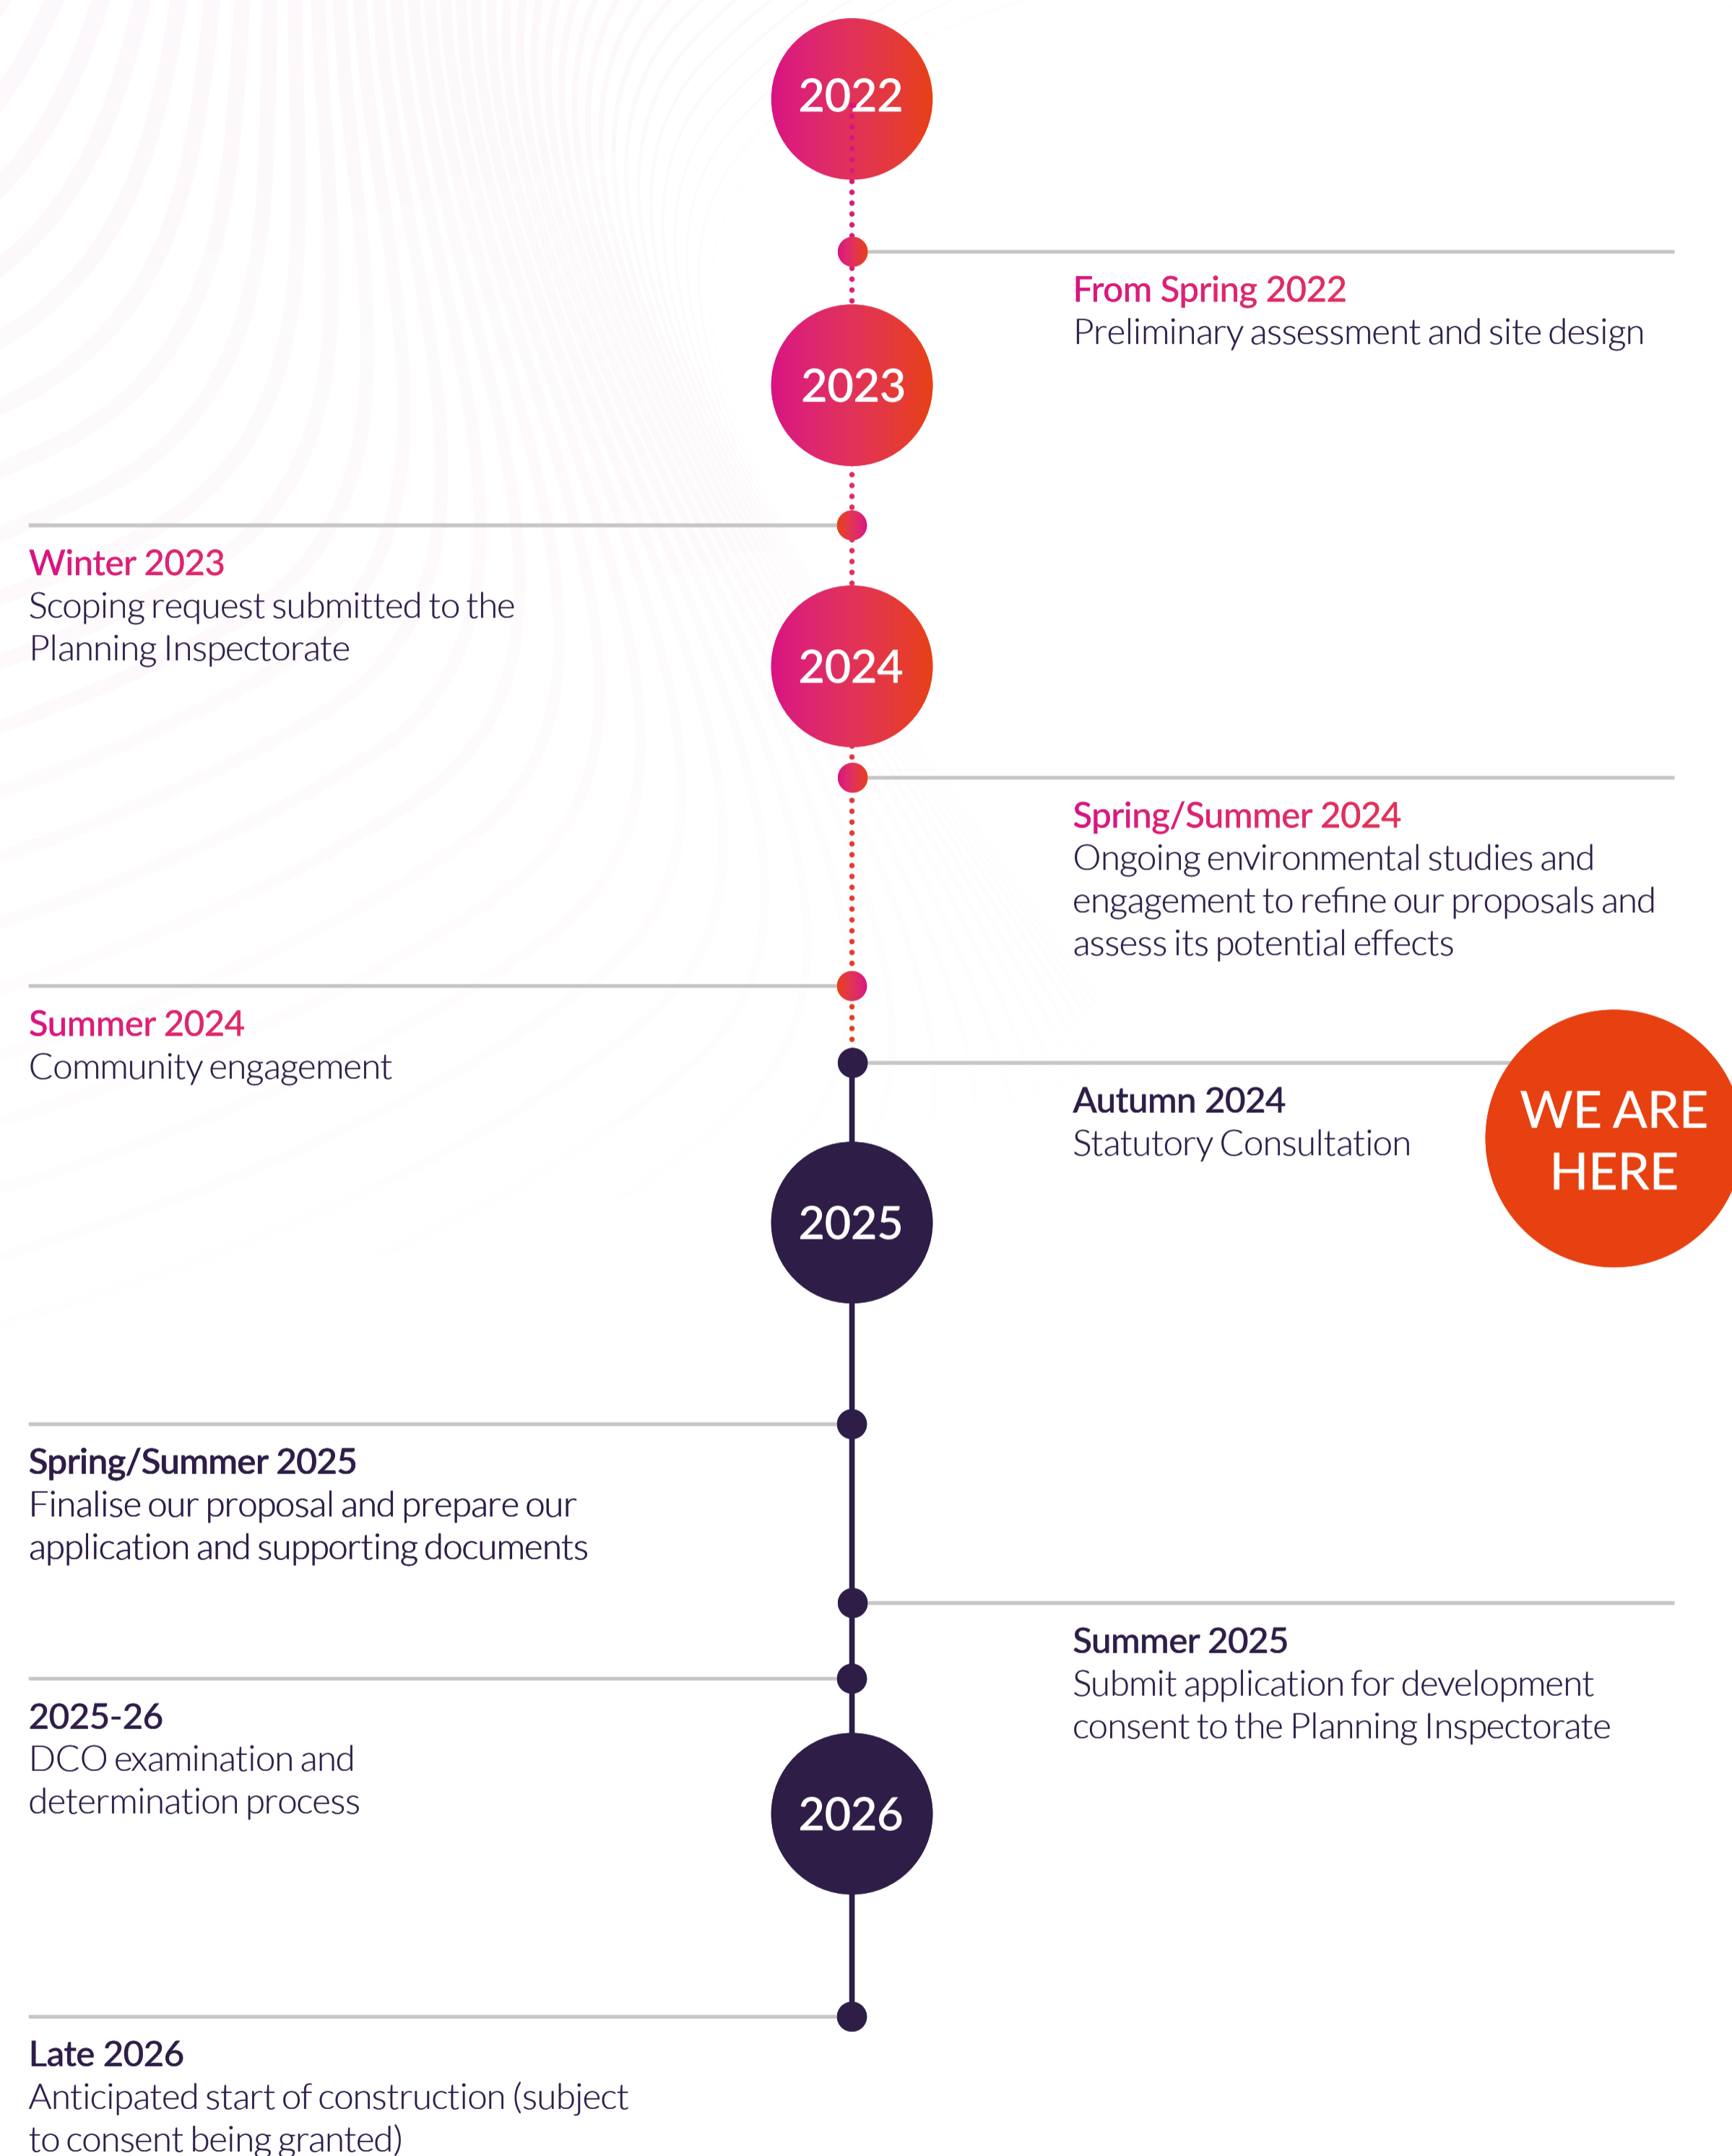 2022
From Spring 2022
Preliminary assessment and site design
2023
Winter 2023
Scoping request submitted to the
Planning Inspectorate
2024
Spring/Summer 2024
Ongoing environmental studies and
engagement to refine our proposals and
assess its potential effects
Summer 2024
Community engagement
Autumn 2024
Statutory Consultation
WE ARE
HERE
2025
Spring/Summer 2025
Finalise our proposal and prepare our
application and supporting documents
Summer 2025
Submit application for development
consent to the Planning Inspectorate
2025-26
DCO examination and
determination process
2026
Late 2026
Anticipated start of construction (subject
to consent being granted)